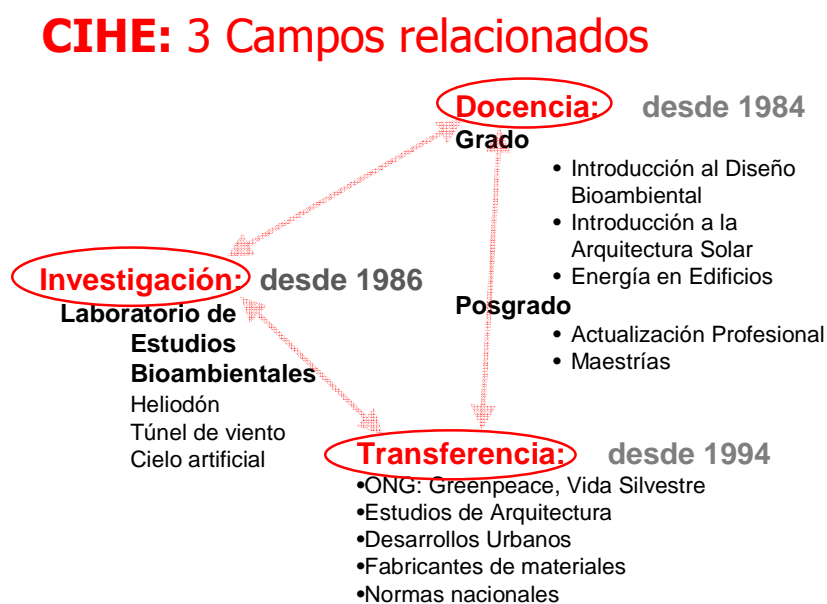 CIHE: 3 Campos relacionados
Docencia: desde 1984
Grado
• Introducción al Diseño
Bioambiental
• Introducción a la
Arquitectura Solar
• Energía en Edificios
Posgrado
• Actualización Profesional
• Maestrías
Investigación: desde 1986
Laboratorio de
Estudios
Bioambientales
Heliodón
Túnel de viento
Cielo artificial
Transferencia: desde 1994
•ONG: Greenpeace, Vida Silvestre
•Estudios de Arquitectura
•Desarrollos Urbanos
•Fabricantes de materiales
•Normas nacionales